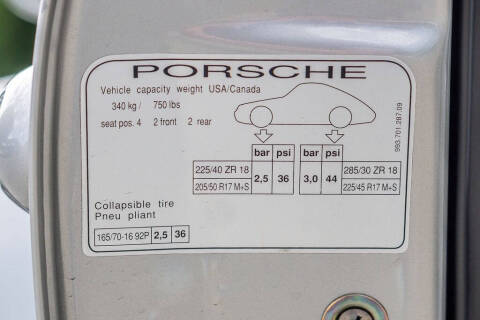 PORSCHE
Vehicle capacity weight USA/Canada
340 kg / 750 lbs
seat pos. 4 2 front 2 rear
bar psi bar psi
225/40 ZR 18 2,5 36 3,0 44 285/30 ZR 18
205/50 R17 M+S 225/45 R17 M+S
Collapsible tire
Pneu pliant
165/70-16 92P 2,5 36
993.701.287.09